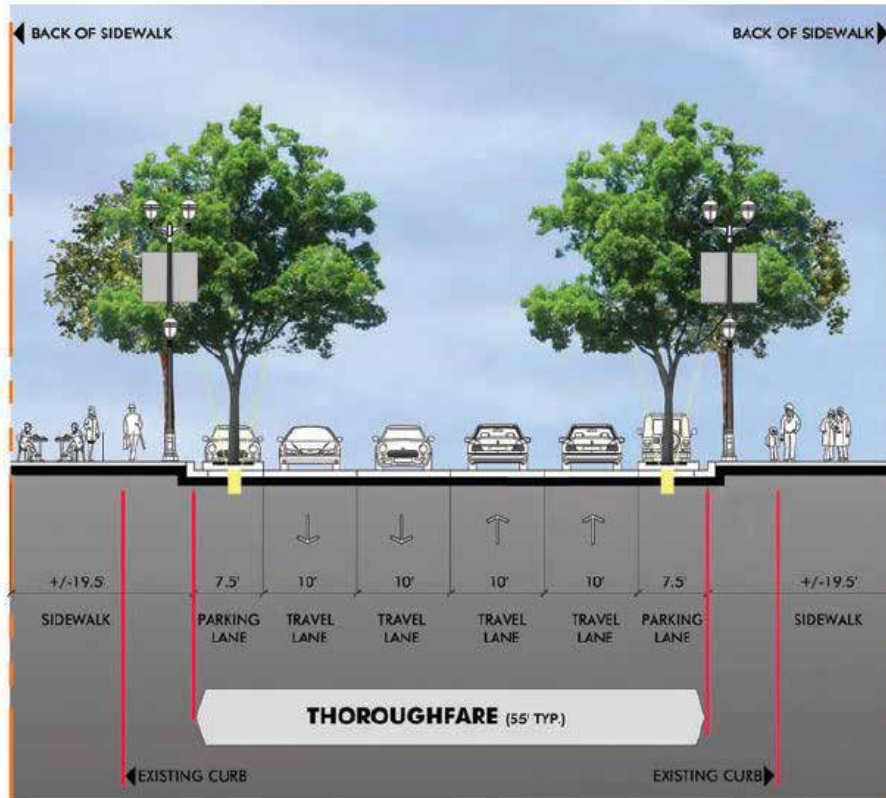 BACK OF SIDEWALK
BACK OF SIDEWALK
+/-19.5' 7.5' 10' 10' 10' 10' 7.5' +/-19.5'
SIDEWALK PARKING LANE TRAVEL LANE TRAVEL LANE TRAVEL LANE TRAVEL LANE PARKING LANE SIDEWALK
THOROUGHFARE (55' TYP.)
EXISTING CURB
EXISTING CURB